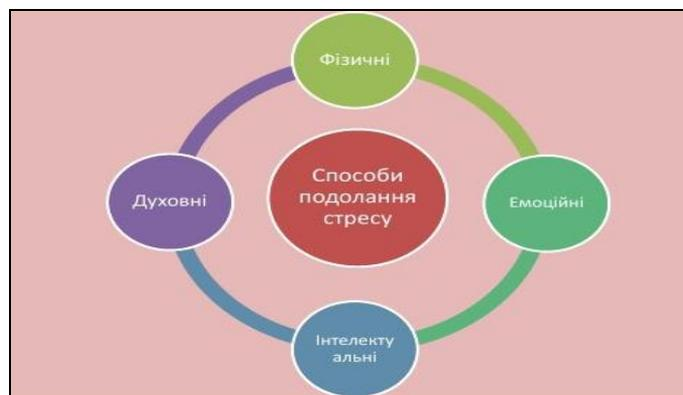 Фізичні
Духовні
Способи
подолання
стресу
Емоційні
Інтелекту
альні